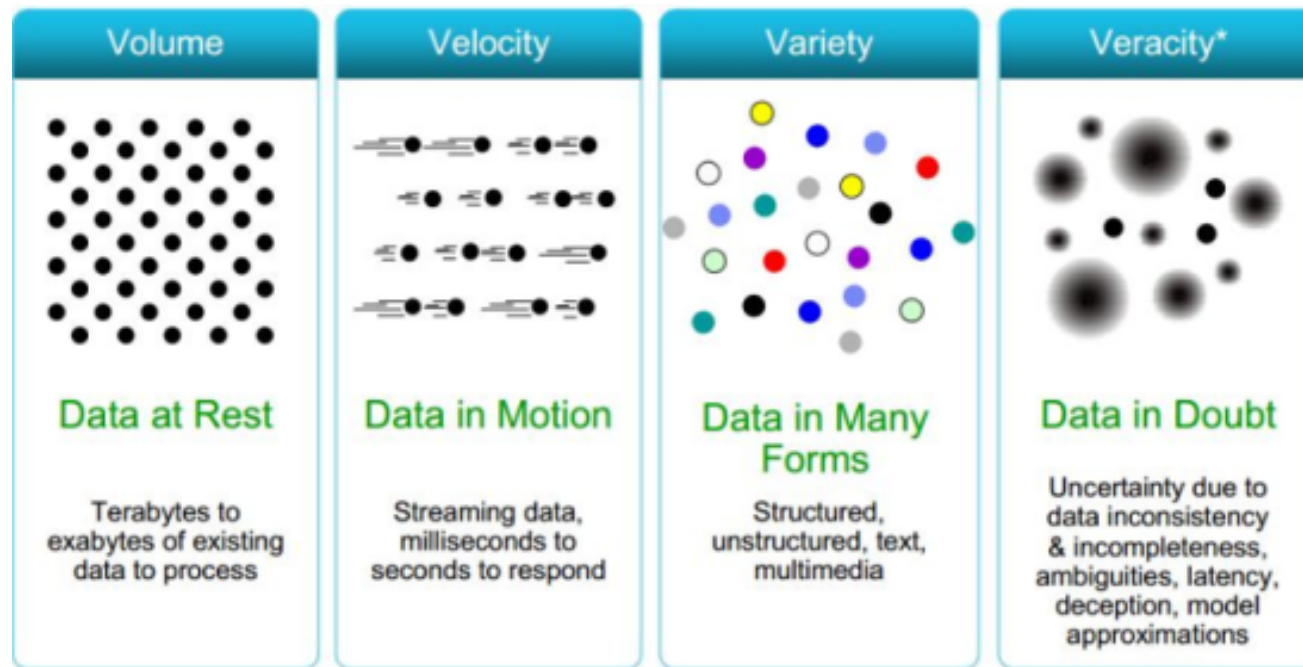 Volume
Data at Rest
Terabytes to
exabytes of existing
data to process
Velocity
Data in Motion
Streaming data,
milliseconds to
seconds to respond
Variety
Data in Many
Forms
Structured,
unstructured, text,
multimedia
Veracity*
Data in Doubt
Uncertainty due to
data inconsistency
& incompleteness,
ambiguities, latency,
deception, model
approximations